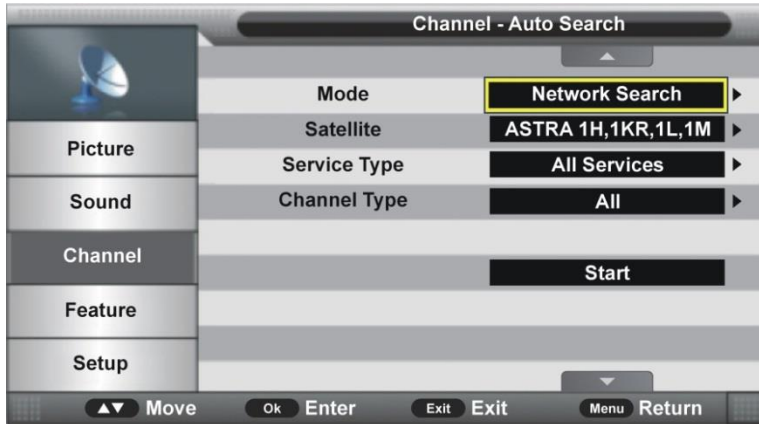 Channel - Auto Search
Mode Network Search
Satellite ASTRA 1H,1KR,1L,1M
Service Type All Services
Channel Type All
Start
Picture
Sound
Channel
Feature
Setup
Move Ok Enter Exit Exit Menu Return